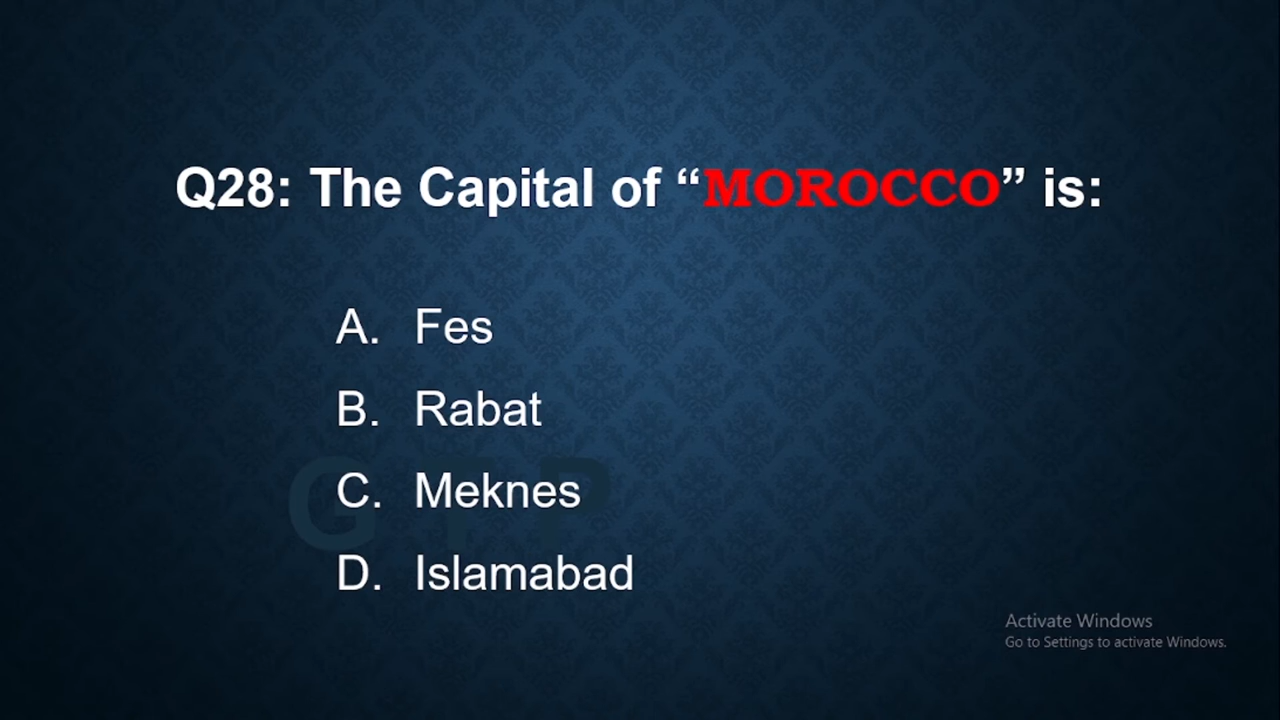 Q28: The Capital of “MOROCCO” is:
A. Fes
B. Rabat
C. Meknes
D. Islamabad
Activate Windows
Go to Settings to activate Windows.